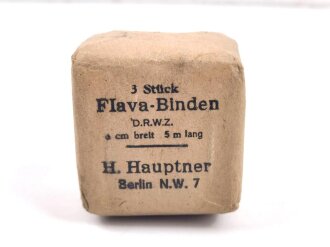 3 Stück
Flava-Binden
D.R.W.Z.
cm breit 5 m lang
H. Hauptner
Berlin N.W. 7